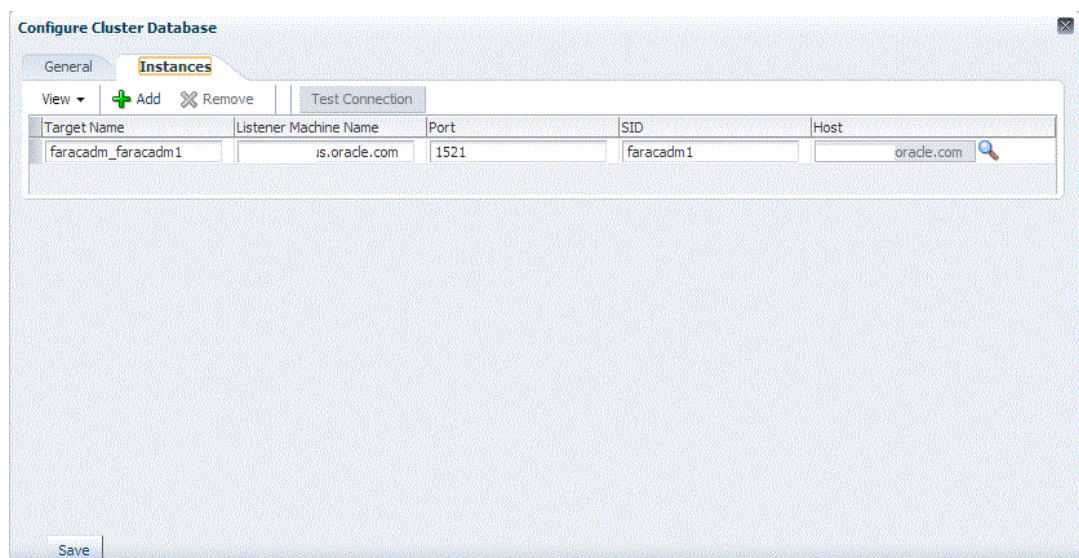 Configure Cluster Database
General Instances
View Add Remove Test Connection
Target Name Listener Machine Name Port SID Host
faracadm_faracadm1 s.oracle.com 1521 faracadm1 oracle.com
Save